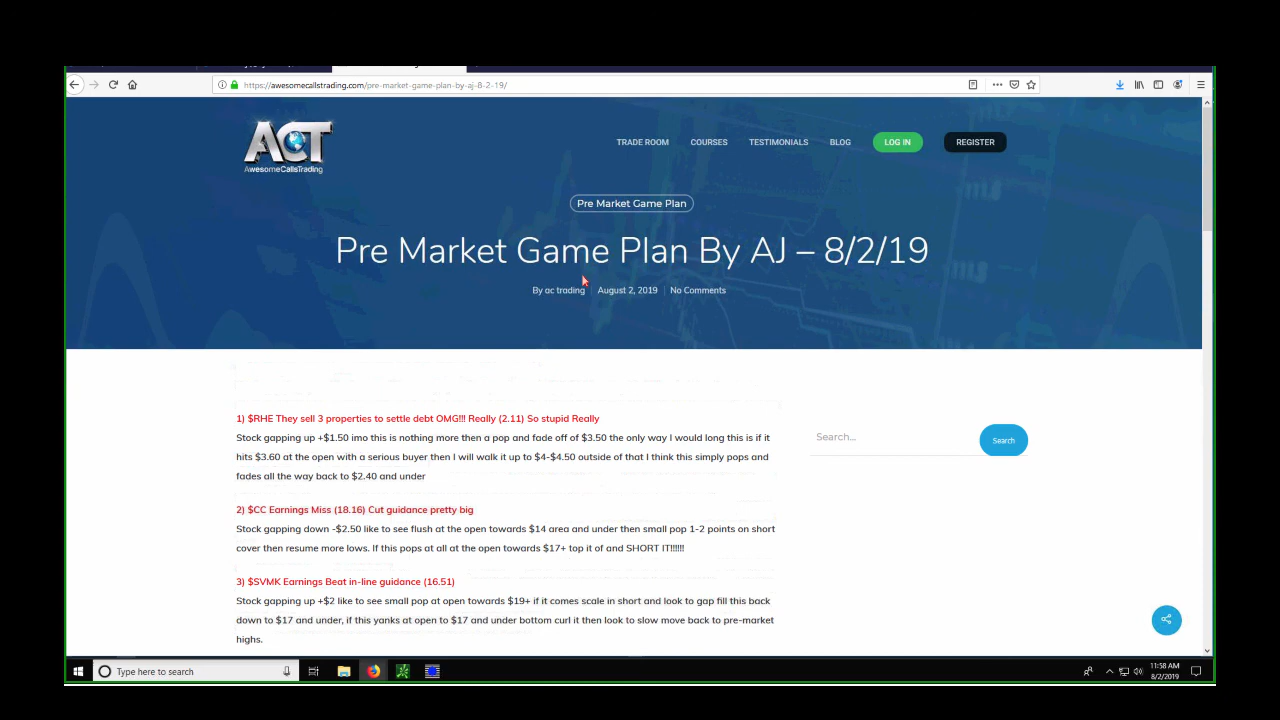 https://awesomecallstrading.com/pre-market-game-plan-by-aj-8-2-19/
ACT
AwesomeCallsTrading
TRADE ROOM
COURSES
TESTIMONIALS
BLOG
LOG IN
REGISTER
Pre Market Game Plan
Pre Market Game Plan By AJ – 8/2/19
By ac trading
August 2, 2019
No Comments
1) $RHE They sell 3 properties to settle debt OMG!!! Really (2.11) So stupid Really
Stock gapping up +$1.50 imo this is nothing more then a pop and fade off of $3.50 the only way I would long this is if it
hits $3.60 at the open with a serious buyer then I will walk it up to $4-$4.50 outside of that I think this simply pops and
fades all the way back to $2.40 and under
Search...
Search
2) $CC Earnings Miss (18.16) Cut guidance pretty big
Stock gapping down -$2.50 like to see flush at the open towards $14 area and under then small pop 1-2 points on short
cover then resume more lows. If this pops at all at the open towards $17+ top it of and SHORT IT!!!!!!
3) $SVMK Earnings Beat in-line guidance (16.51)
Stock gapping up +$2 like to see small pop at open towards $19+ if it comes scale in short and look to gap fill this back
down to $17 and under, if this yanks at open to $17 and under bottom curl it then look to slow move back to pre-market
highs.
Type here to search
11:58 AM
8/2/2019